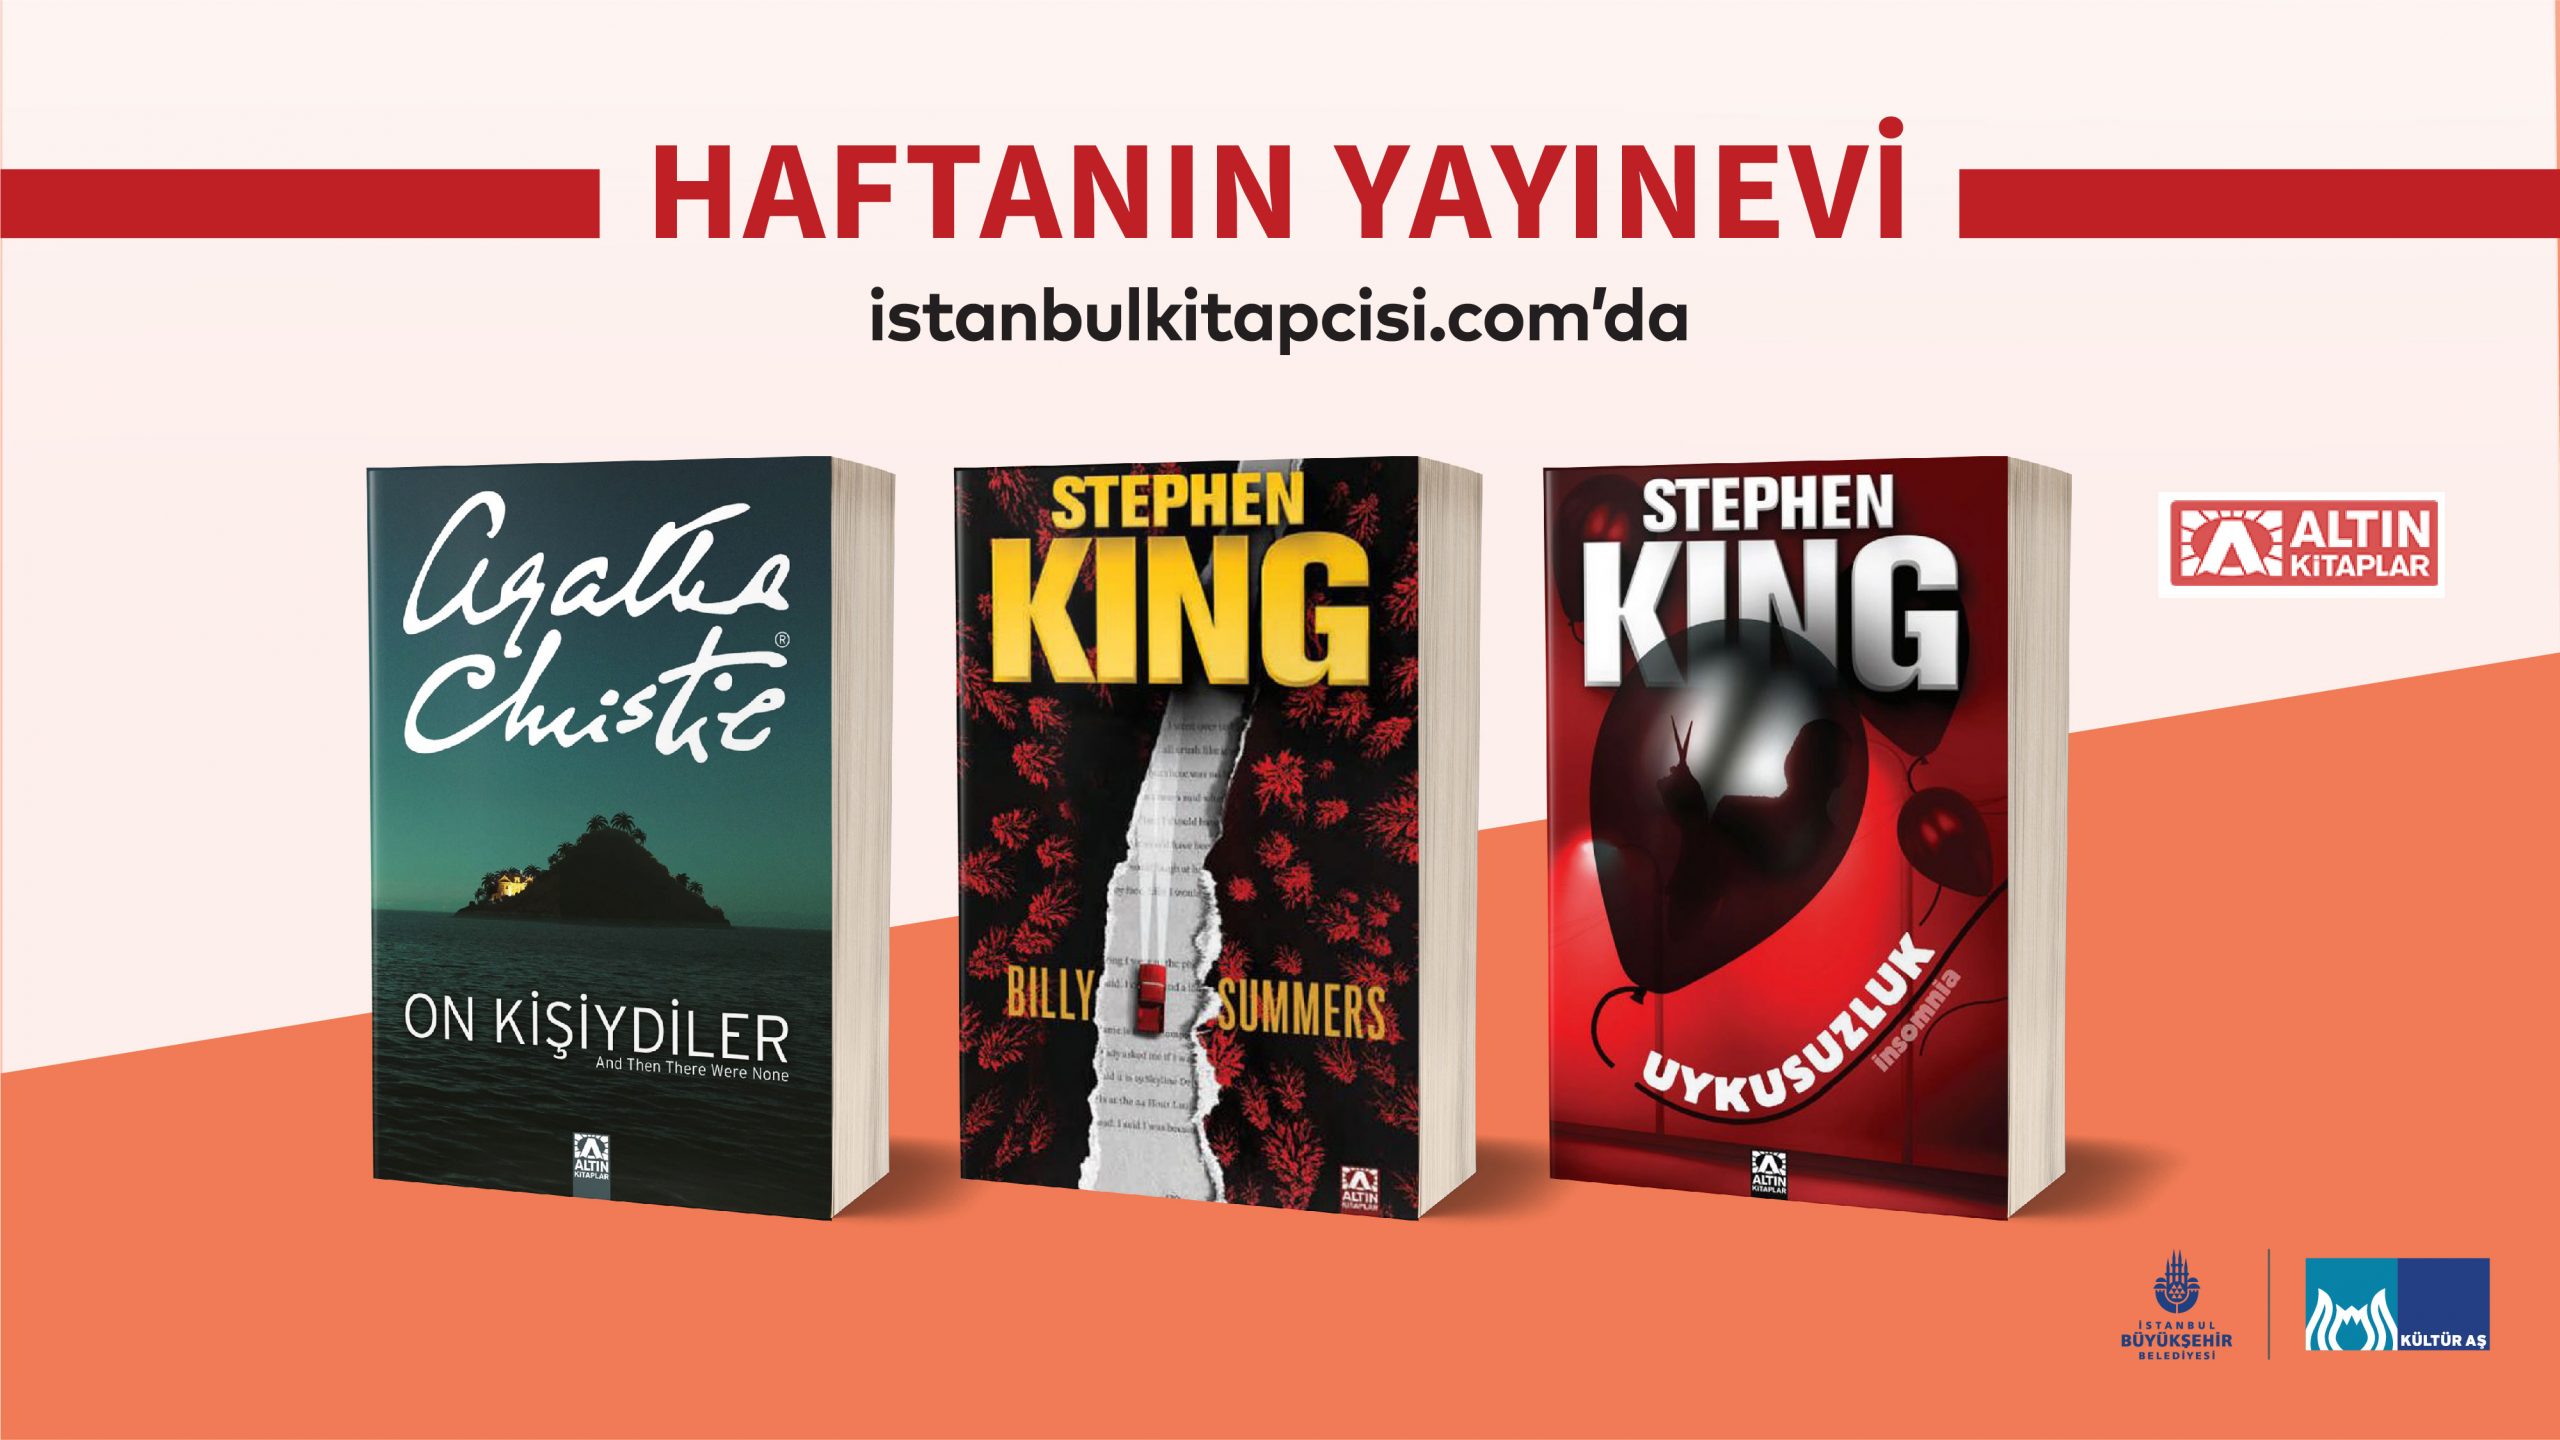 HAFTANIN YAYINEVİ
istanbulkitapcisi.com’da
Agatha
Christie®
ON KİŞİYDİLER
And Then There Were None
ALTIN
KİTAPLAR
STEPHEN
KING
BILLY SUMMERS
ALTIN
KİTAPLAR
STEPHEN
KING
UYKUSUZLUK
insomnia
ALTIN
KİTAPLAR
ALTIN
KİTAPLAR
İSTANBUL
BÜYÜKŞEHİR
BELEDİYESİ
KÜLTÜR AŞ